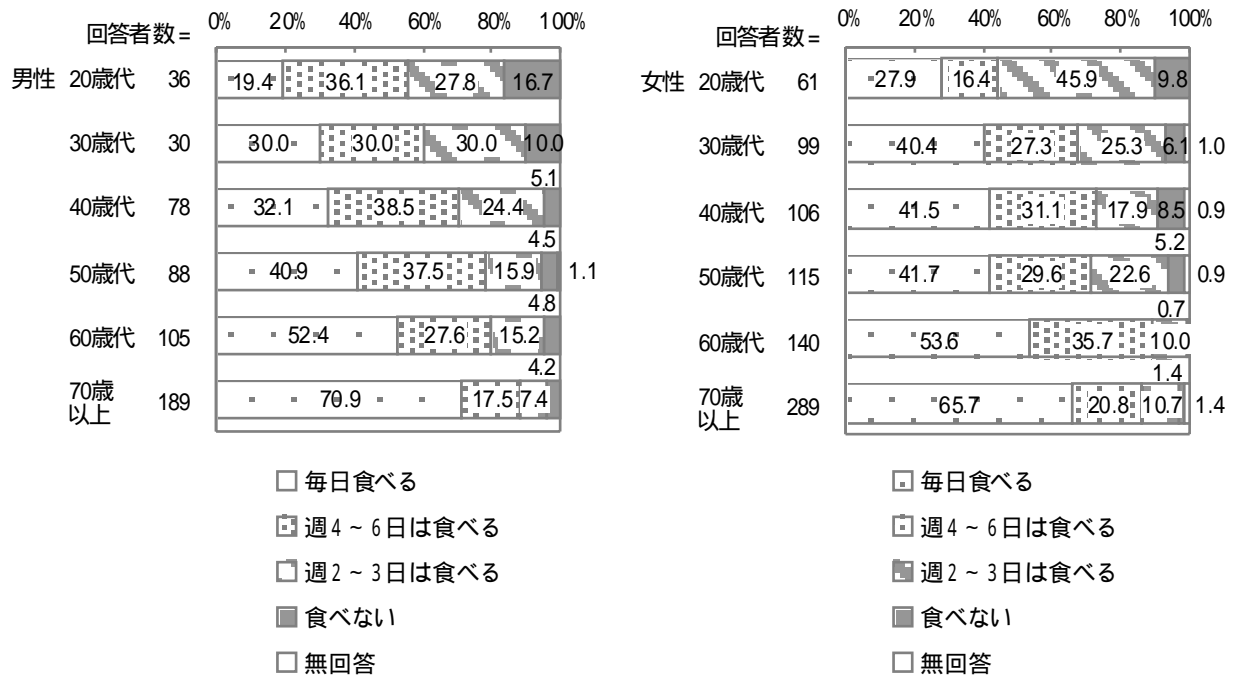 0% 20% 40% 60% 80% 100%
回答者数=
男性 20歳代 36 19.4 36.1 27.8 16.7
30歳代 30 30.0 30.0 30.0 10.0
5.1
40歳代 78 32.1 38.5 24.4
4.5
50歳代 88 40.9 37.5 15.9 1.1
4.8
60歳代 105 52.4 27.6 15.2
4.2
70歳以上 189 70.9 17.5 7.4
毎日食べる
週4~6日は食べる
週2~3日は食べる
食べない
無回答
0% 20% 40% 60% 80% 100%
回答者数=
女性 20歳代 61 27.9 16.4 45.9 9.8
30歳代 99 40.4 27.3 25.3 6.1 1.0
40歳代 106 41.5 31.1 17.9 8.5 0.9
5.2
50歳代 115 41.7 29.6 22.6 0.9
0.7
60歳代 140 53.6 35.7 10.0
1.4
70歳以上 289 65.7 20.8 10.7 1.4
毎日食べる
週4~6日は食べる
週2~3日は食べる
食べない
無回答